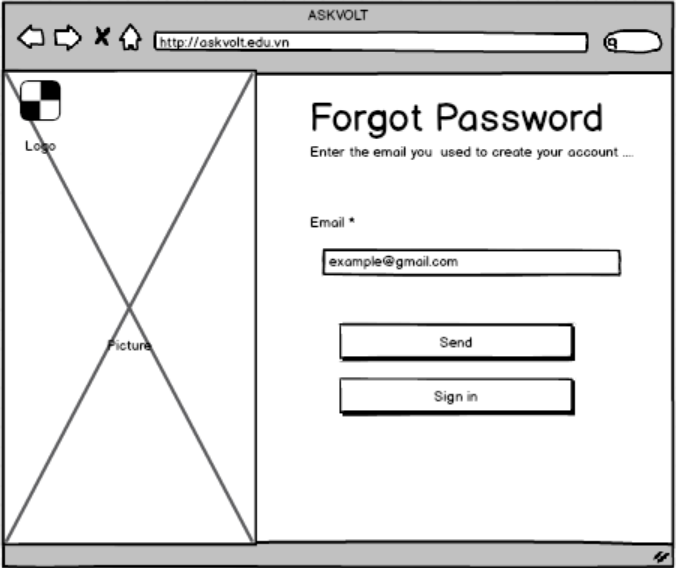 ASKVOLT
http://askvolt.edu.vn
Logo
Picture
Forgot Password
Enter the email you used to create your account ....
Email *
example@gmail.com
Send
Sign in